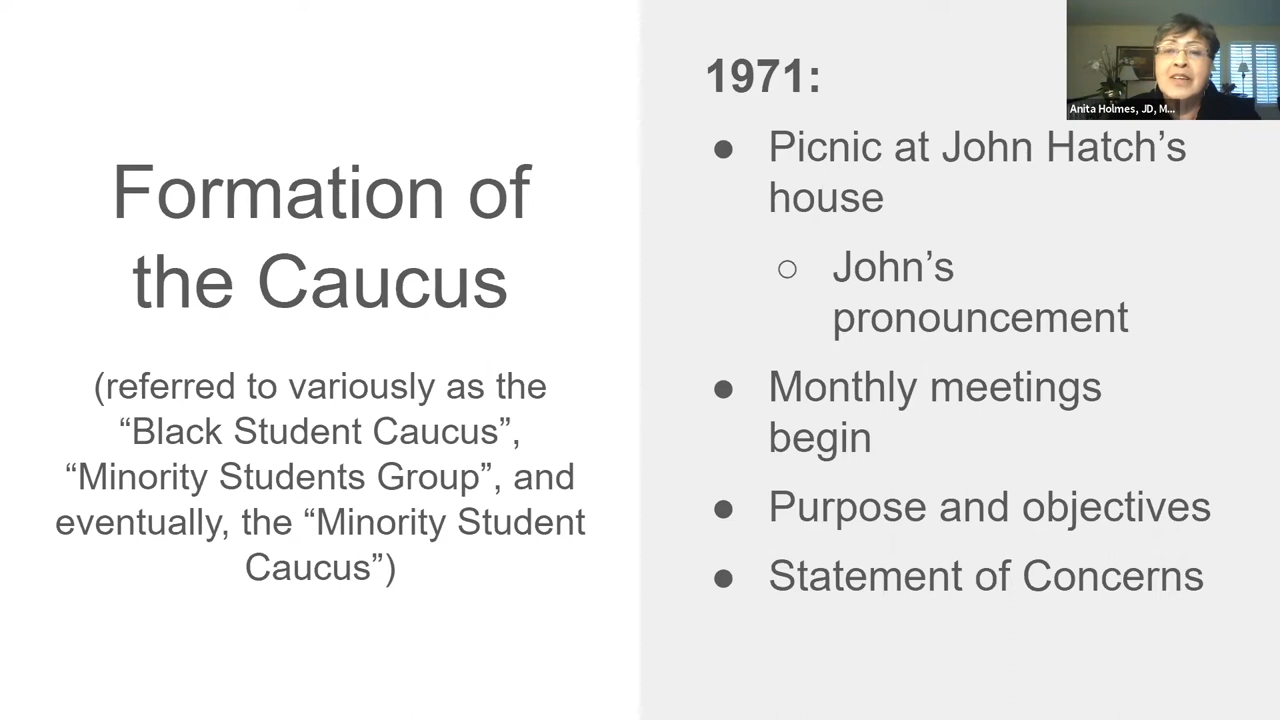 Formation of
the Caucus
(referred to variously as the
“Black Student Caucus”,
“Minority Students Group”, and
eventually, the “Minority Student
Caucus”)
1971:
● Picnic at John Hatch’s
house
○ John’s
pronouncement
● Monthly meetings
begin
● Purpose and objectives
● Statement of Concerns
Anita Holmes, JD, M...